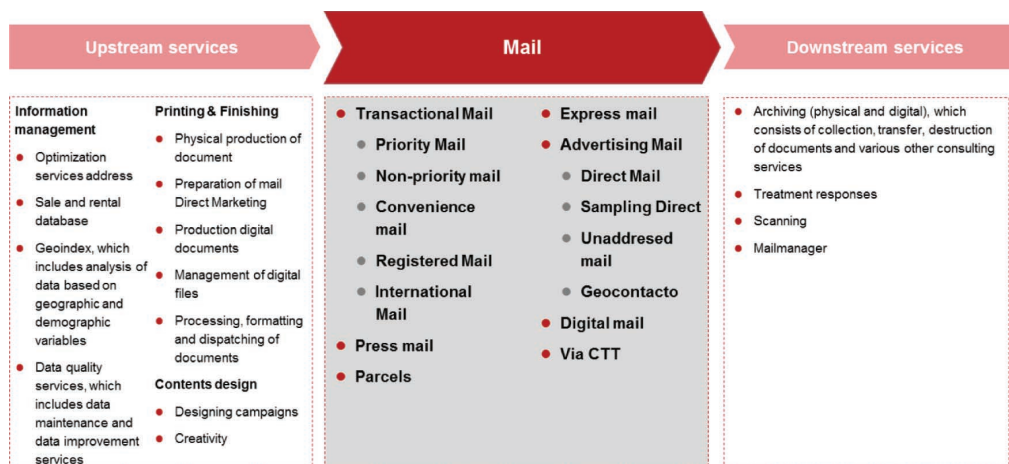 Upstream services
Mail
Downstream services
Information
management
Optimization
services address
Sale and rental
database
Geoindex, which
includes analysis of
data based on
geographic and
demographic
variables
Data quality
services, which
includes data
maintenance and
data improvement
services
Printing & Finishing
Physical production of
document
Preparation of mail
Direct Marketing
Production digital
documents
Management of digital
files
Processing, formatting
and dispatching of
documents
Contents design
Designing campaigns
Creativity
Transactional Mail
Priority Mail
Non-priority mail
Convenience
mail
Registered Mail
International
Mail
Press mail
Parcels
Express mail
Advertising Mail
Direct Mail
Sampling Direct
Unaddresed
mail
Geocontacto
Digital mail
Via CTT
Archiving (physical and digital), which
consists of collection, transfer, destruction
of documents and various other consulting
services
Treatment responses
Scanning
Mailmanager